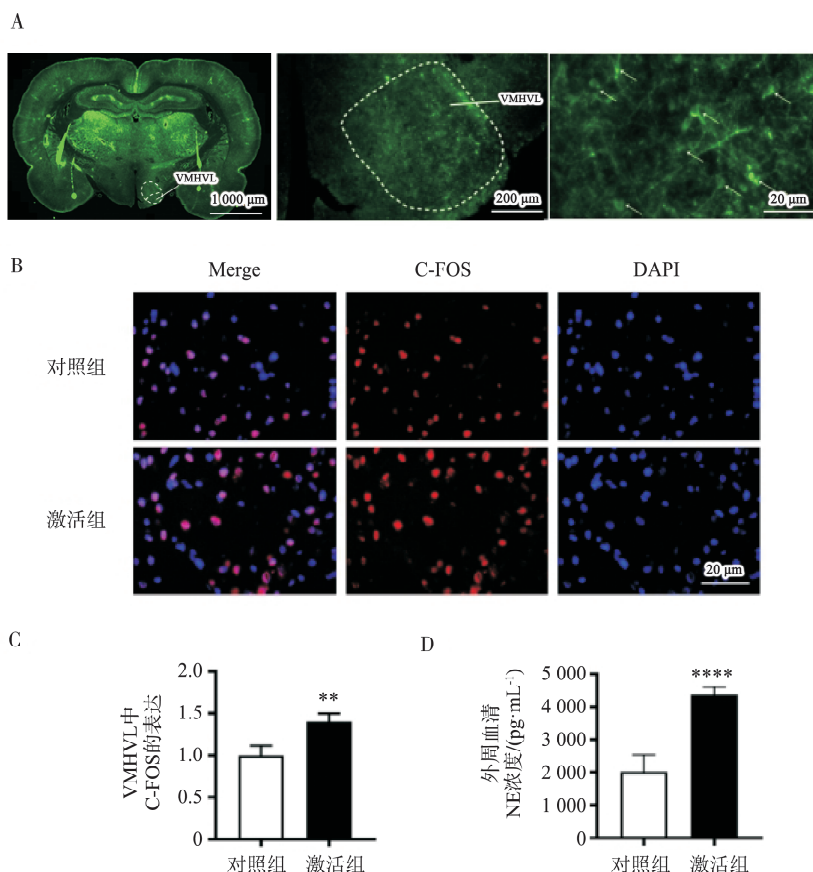 A
VMHVL
1 000 μm
VMHVL
200 μm
20 μm
B
Merge
C-FOS
DAPI
对照组
激活组
20 μm
C
VMHVL中
C-FOS的表达
2.0
1.5
1.0
0.5
0
**
对照组
激活组
D
外周血清
NE浓度/(pg·mL⁻¹)
5 000
4 000
3 000
2 000
1 000
0
****
对照组
激活组